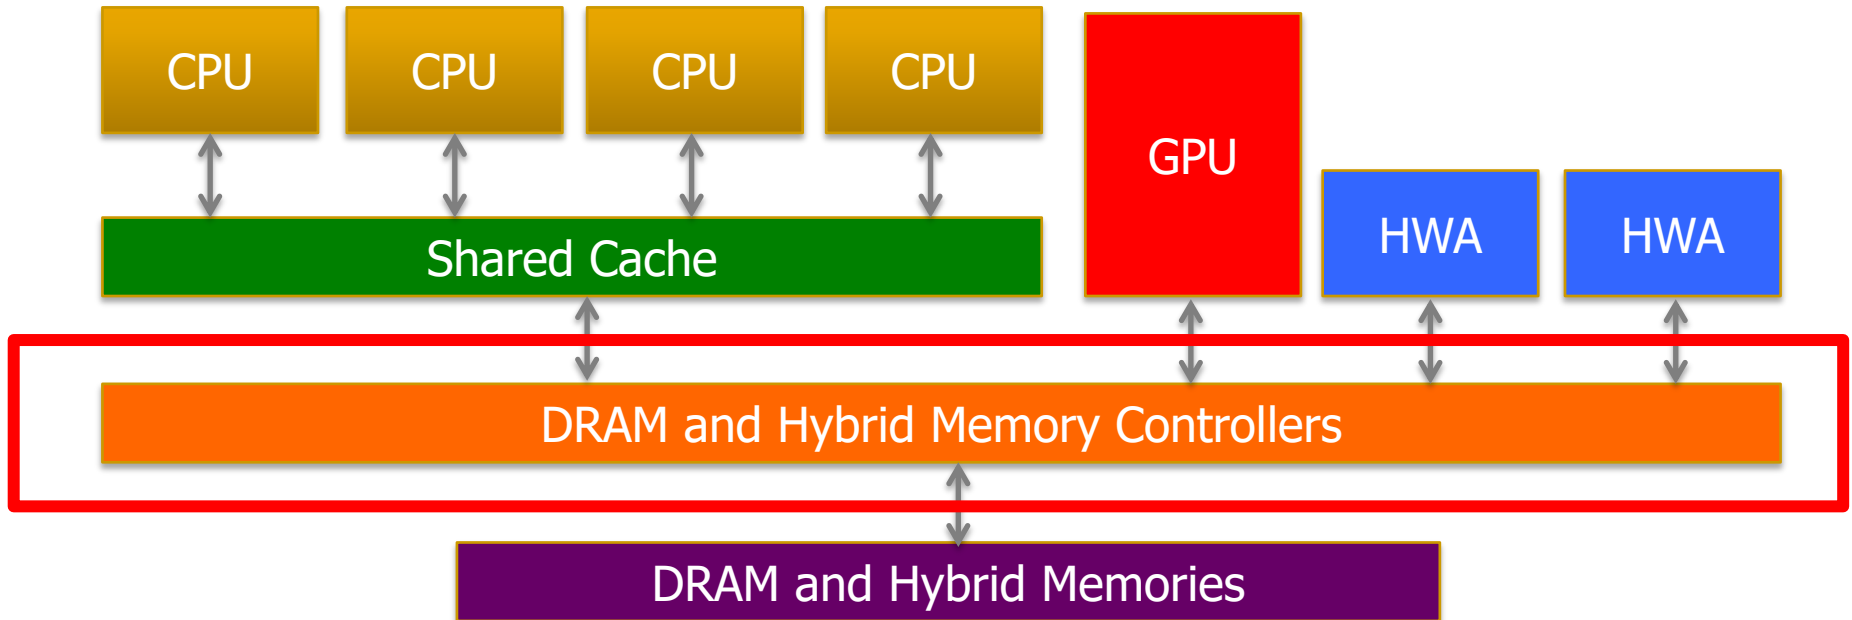 CPU
CPU
CPU
CPU
GPU
HWA
HWA
Shared Cache
DRAM and Hybrid Memory Controllers
DRAM and Hybrid Memories